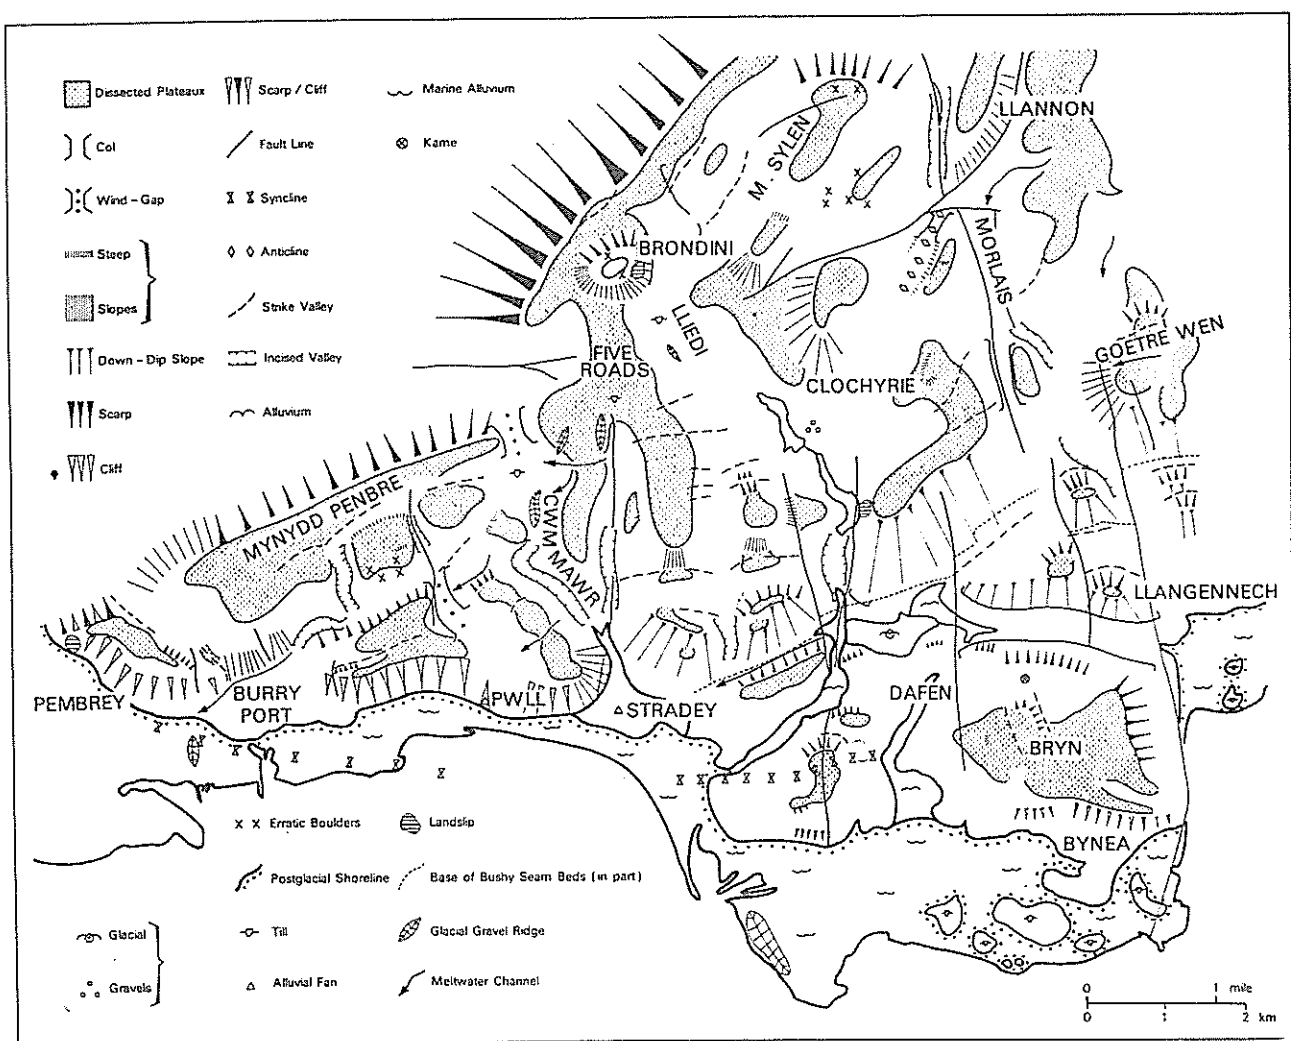 Dissected Plateaux
Col
Wind - Gap
Steep
Slopes
Down - Dip Slope
Scarp
Cliff
Scarp / Cliff
Fault Line
Syncline
Anticline
Strike Valley
Incised Valley
Alluvium
Marine Alluvium
Kame
LLANNON
M. SYLEN
BRONDINI
MORLAIS
LLIEDI
FIVE
ROADS
CLOCHYRIE
GOETRE WEN
MYNYDD PENBRE
CWM MAWR
LLANGENNECH
PEMBREY
BURRY
PORT
PWLL
STRADEY
DAFEN
BRYN
BYNEA
Erratic Boulders
Landslip
Postglacial Shoreline
Base of Bushy Seam Beds (in part)
Glacial
Till
Glacial Gravel Ridge
Gravels
Alluvial Fan
Meltwater Channel
0 1 mile
0 1 2 km